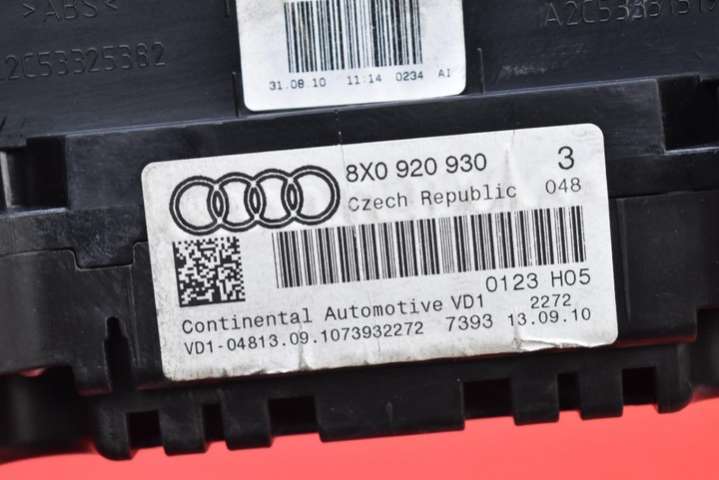 >ABS<
A2C53325382
31.08.10 11:14 0234 AI
8X0 920 930 3
Czech Republic 048
0123 H05
Continental Automotive VD1 2272
VD1-04813.09.1073932272 7393 13.09.10